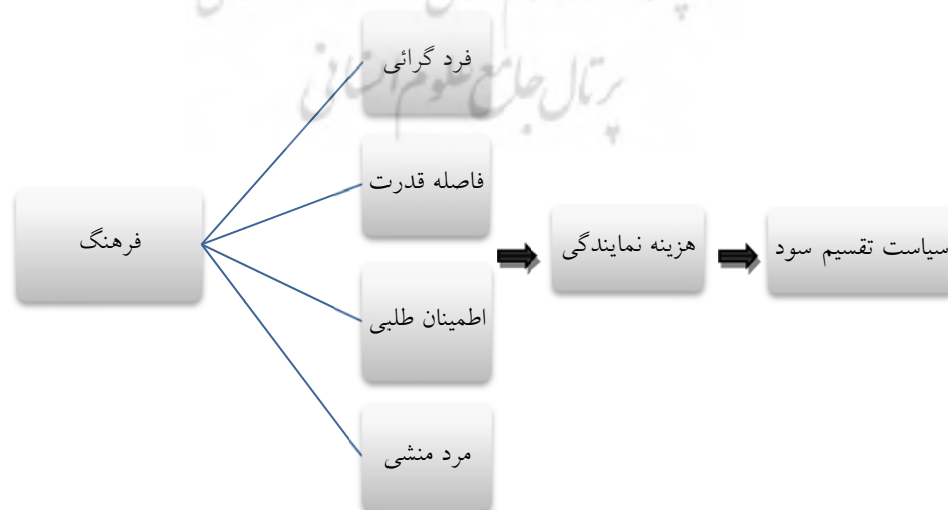 پرتال جامع علوم انسانی
فرد گرائی
فاصله قدرت
اطمینان طلبی
مرد منشی
فرهنگ
هزینه نمایندگی
سیاست تقسیم سود